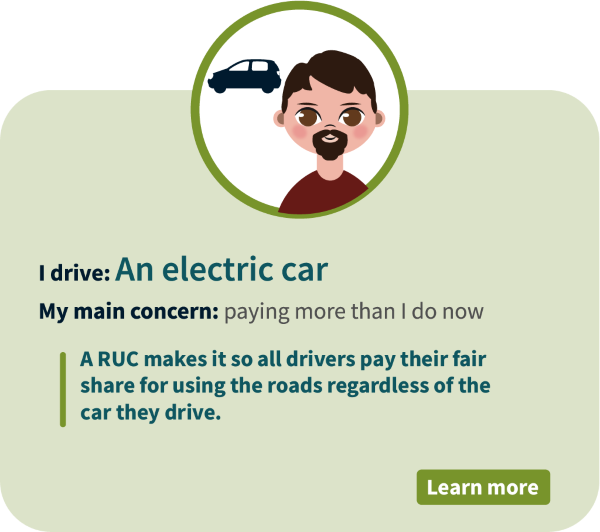 I drive: An electric car
My main concern: paying more than I do now
A RUC makes it so all drivers pay their fair
share for using the roads regardless of the
car they drive.
Learn more